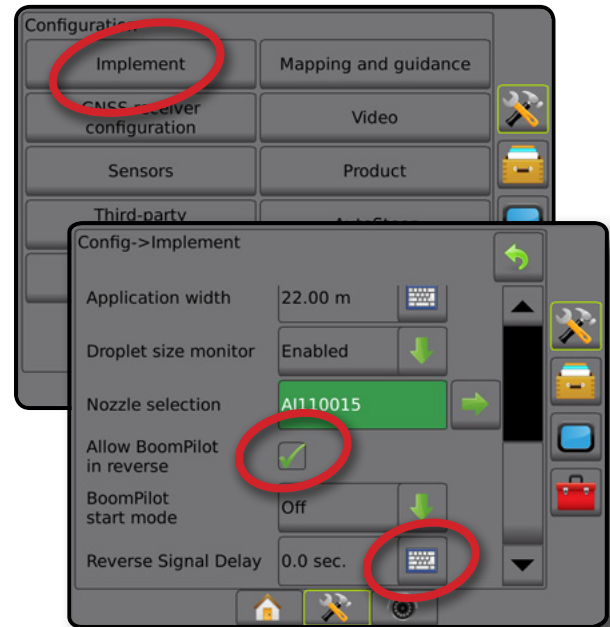 Configuration
Implement
Mapping and guidance
GNSS receiver
configuration
Video
Sensors
Product
Third-party
Config->Implement
Application width
22.00 m
Droplet size monitor
Enabled
Nozzle selection
AI110015
Allow BoomPilot
in reverse
BoomPilot
start mode
Off
Reverse Signal Delay
0.0 sec.